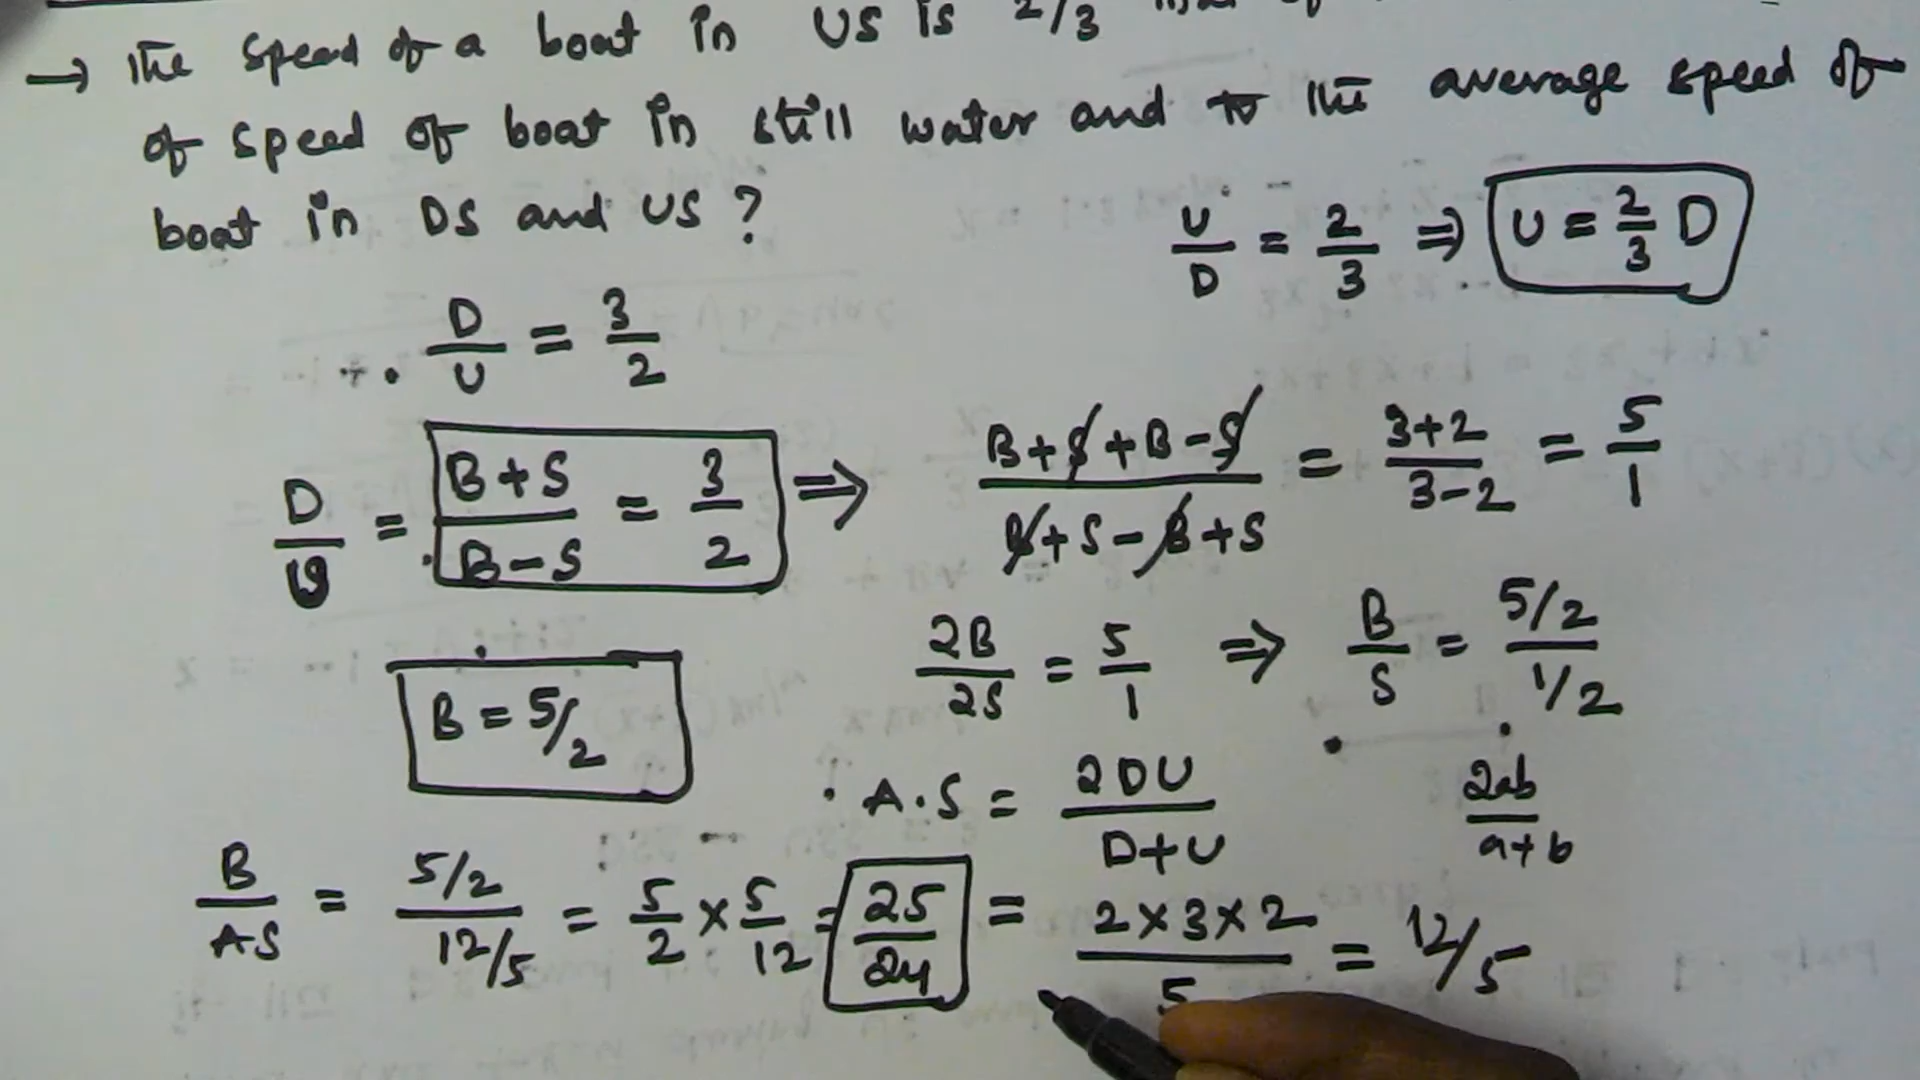 → The speed of a boat in US is 2/3
of speed of boat in still water and to the average speed of
boat in DS and US ?
U/D = 2/3 ⇒ U = 2/3 D
D/U = 3/2
D/U = B+S/B-S = 3/2 ⇒ B+S+B-S/B+S-B+S = 3+2/3-2 = 5/1
2B/2S = 5/1 ⇒ B/S = 5/2/1/2
B = 5/2
A.S = 2DU/D+U
2ab/a+b
B/AS = 5/2/12/5 = 5/2 × 5/12 = 25/24
= 2×3×2/5 = 12/5